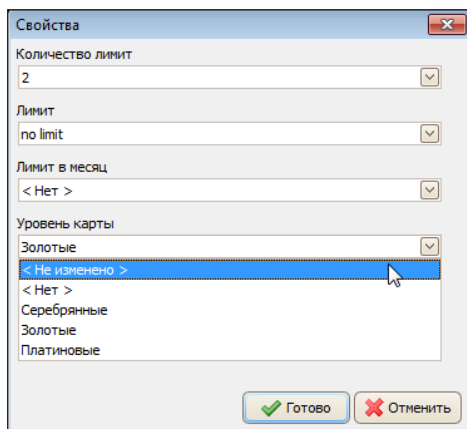 Свойства
Количество лимит
2
Лимит
no limit
Лимит в месяц
< Нет >
Уровень карты
Золотые
< Не изменено >
< Нет >
Серебрянные
Золотые
Платиновые
Готово
Отменить